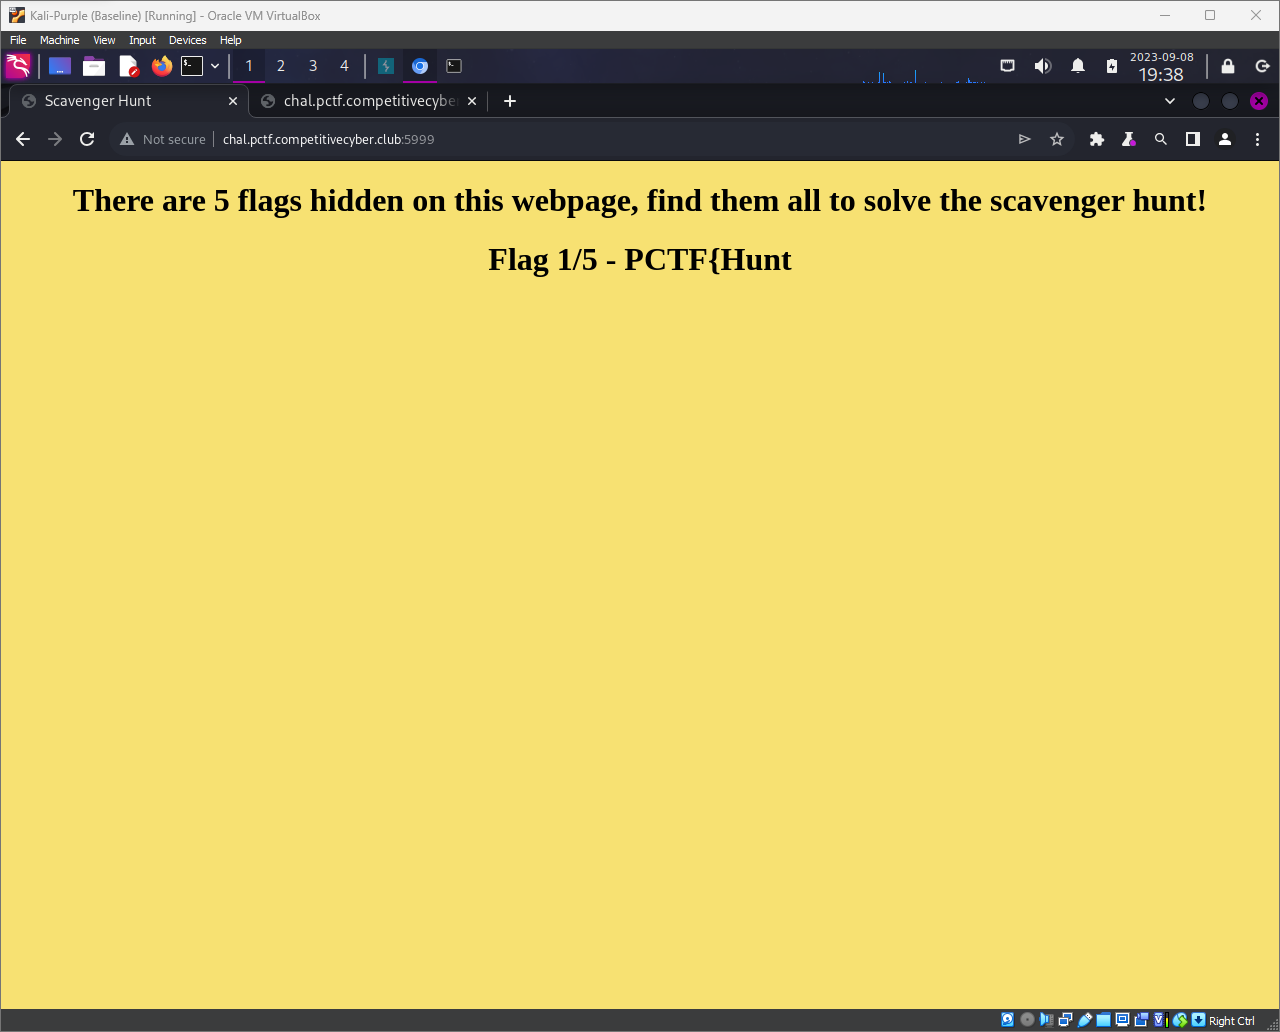 Kali-Purple (Baseline) [Running] - Oracle VM VirtualBox
File Machine View Input Devices Help
1 2 3 4
2023-09-08
19:38
Scavenger Hunt
chal.pctf.competitivecybe
Not secure chal.pctf.competitivecyber.club:5999
There are 5 flags hidden on this webpage, find them all to solve the scavenger hunt!
Flag 1/5 - PCTF{Hunt
Right Ctrl